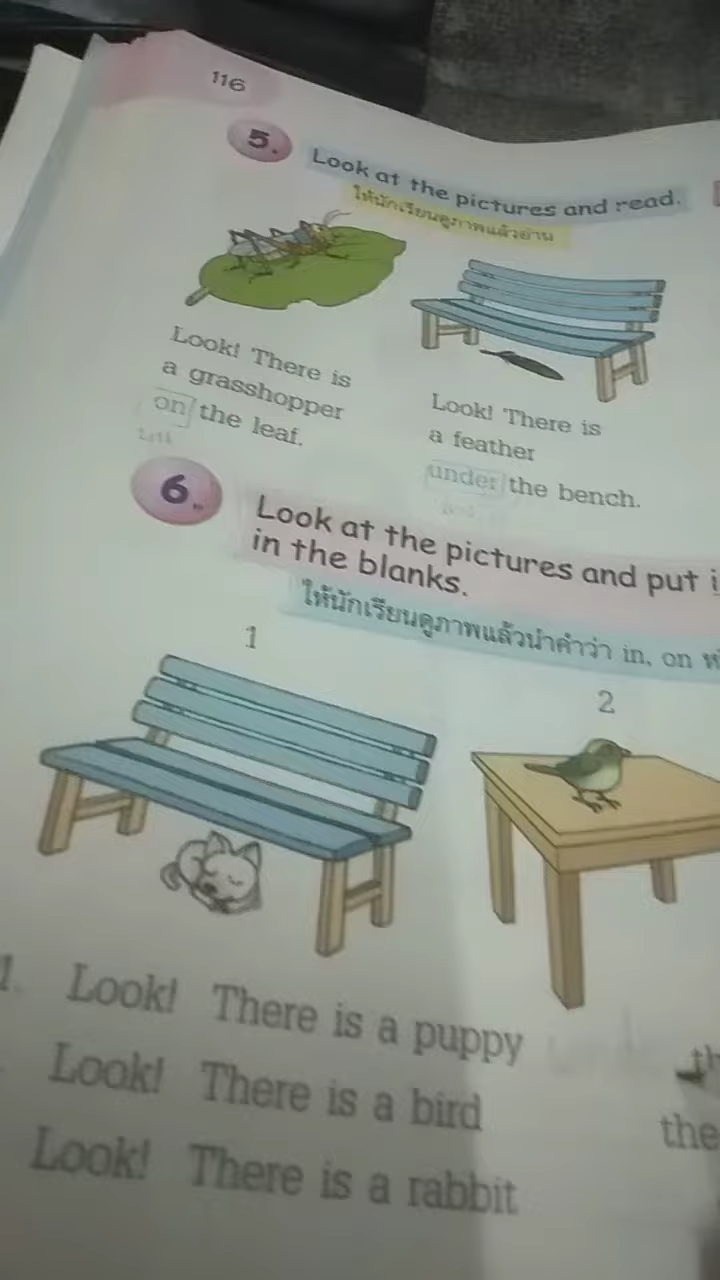 116
5.
Look at the pictures and read.
ให้นักเรียนดูภาพแล้วอ่าน
Look! There is
a grasshopper
on the leaf.
Look! There is
a feather
under the bench.
6.
Look at the pictures and put
in the blanks.
ให้นักเรียนดูภาพแล้วนำคำว่า in, on
1
2
1. Look! There is a puppy
Look! There is a bird the
Look! There is a rabbit